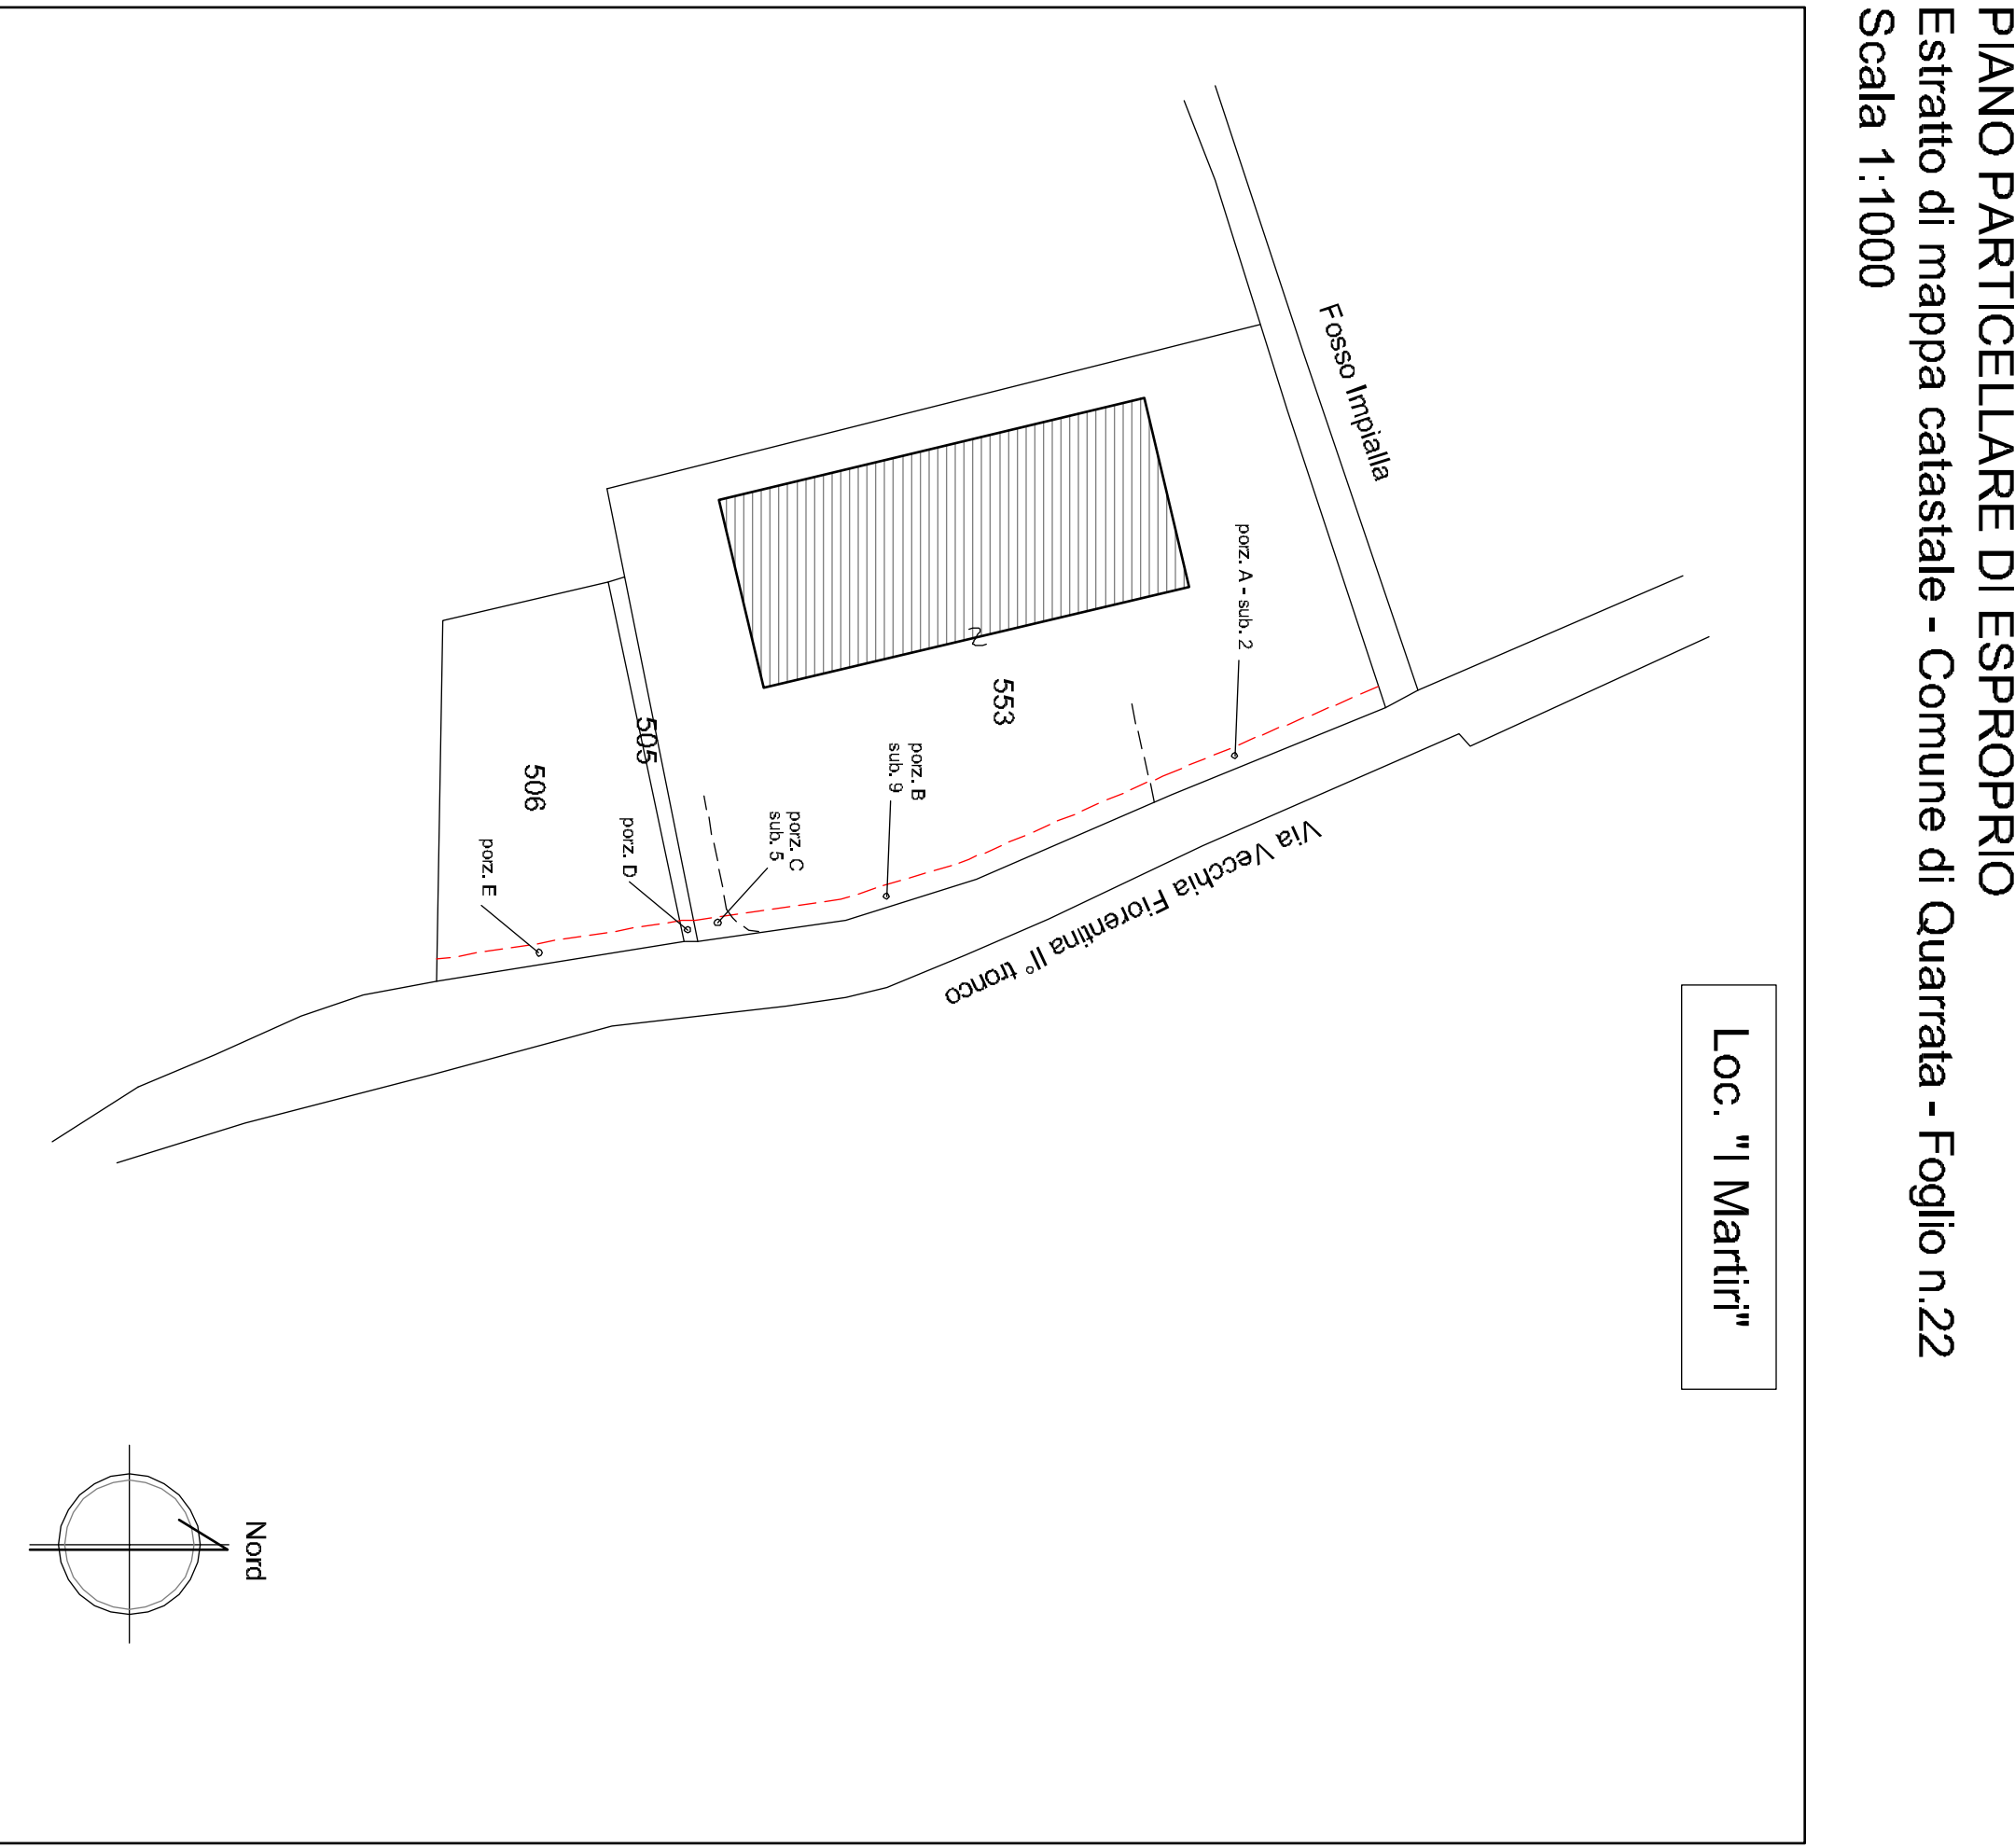 PIANO PARTICELLARE DI ESPROPRIO
Estratto di mappa catastale - Comune di Quarrata - Foglio n.22
Scala 1:1000
Loc. "I Martiri"
Fosso Impialla
porz. A - sub. 2
553
porz. B
sub. 9
porz. C
sub. 5
505
porz. D
506
porz. E
Via Vecchia Fiorentina II° tronco
Nord